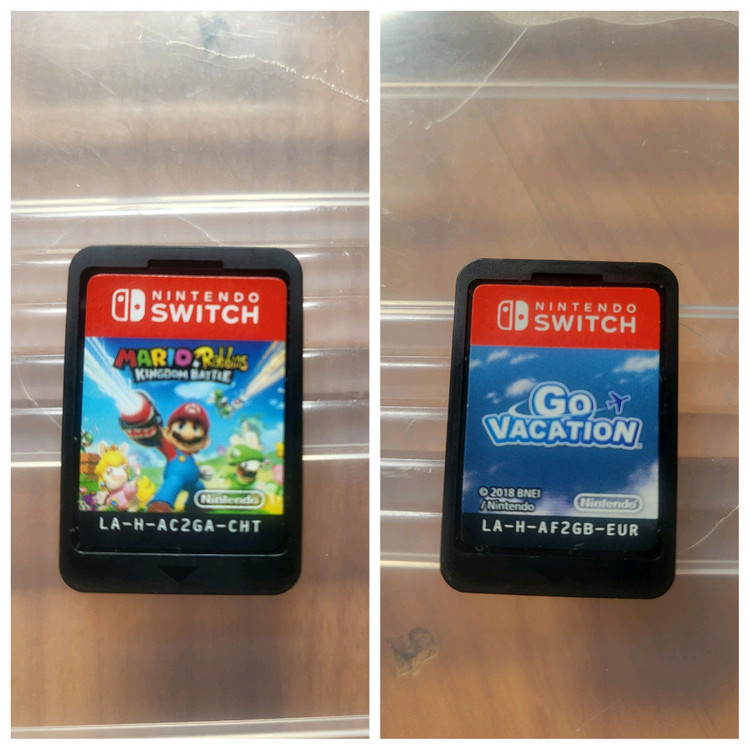 NINTENDO
SWITCH
MARIO + Rabbids
KINGDOM BATTLE
Nintendo
LA-H-AC2GA-CHT
NINTENDO
SWITCH
GO
VACATION
© 2018 BNEI
/ Nintendo
Nintendo
LA-H-AF2GB-EUR